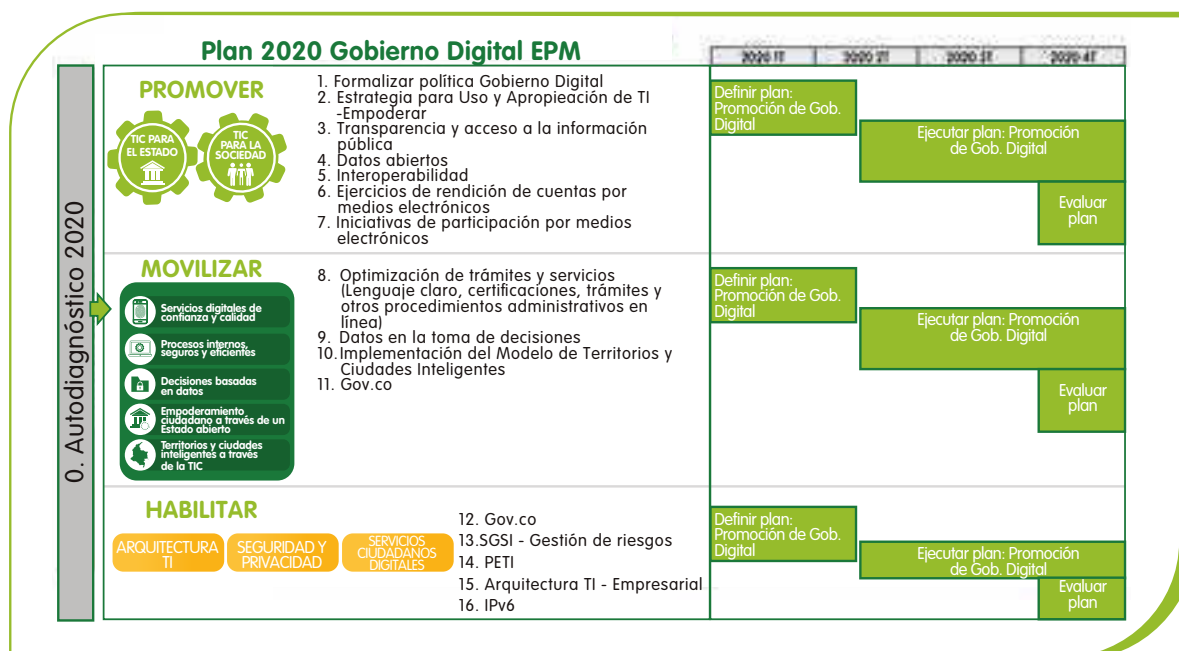 Plan 2020 Gobierno Digital EPM
2020 1T
2020 2T
2020 3T
2020 4T
0. Autodiagnóstico 2020
PROMOVER
TIC PARA
EL ESTADO
TIC
PARA LA
SOCIEDAD
1. Formalizar política Gobierno Digital
2. Estrategia para Uso y Apropieación de TI
-Empoderar
3. Transparencia y acceso a la información
pública
4. Datos abiertos
5. Interoperabilidad
6. Ejercicios de rendición de cuentas por
medios electrónicos
7. Iniciativas de participación por medios
electrónicos
Definir plan:
Promoción de Gob.
Digital
Ejecutar plan: Promoción
de Gob. Digital
Evaluar
plan
MOVILIZAR
Servicios digitales de
confianza y calidad
Procesos internos,
seguros y eficientes
Decisiones basadas
en datos
Empoderamiento
ciudadano a través de un
Estado abierto
Territorios y ciudades
inteligentes a través
de la TIC
8. Optimización de trámites y servicios
(Lenguaje claro, certificaciones, trámites y
otros procedimientos administrativos en
línea)
9. Datos en la toma de decisiones
10. Implementación del Modelo de Territorios y
Ciudades Inteligentes
11. Gov.co
Definir plan:
Promoción de Gob.
Digital
Ejecutar plan: Promoción
de Gob. Digital
Evaluar
plan
HABILITAR
ARQUITECTURA
TI
SEGURIDAD Y
PRIVACIDAD
SERVICIOS
CIUDADANOS
DIGITALES
12. Gov.co
13.SGSI - Gestión de riesgos
14. PETI
15. Arquitectura TI - Empresarial
16. IPv6
Definir plan:
Promoción de Gob.
Digital
Ejecutar plan: Promoción
de Gob. Digital
Evaluar
plan